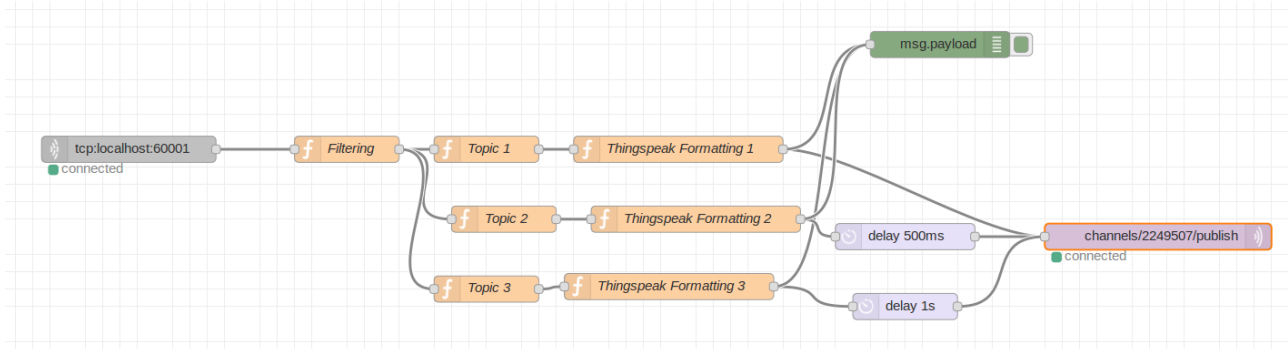 msg.payload
tcp:localhost:60001
connected
Filtering
Topic 1
Thingspeak Formatting 1
Topic 2
Thingspeak Formatting 2
delay 500ms
channels/2249507/publish
connected
Topic 3
Thingspeak Formatting 3
delay 1s